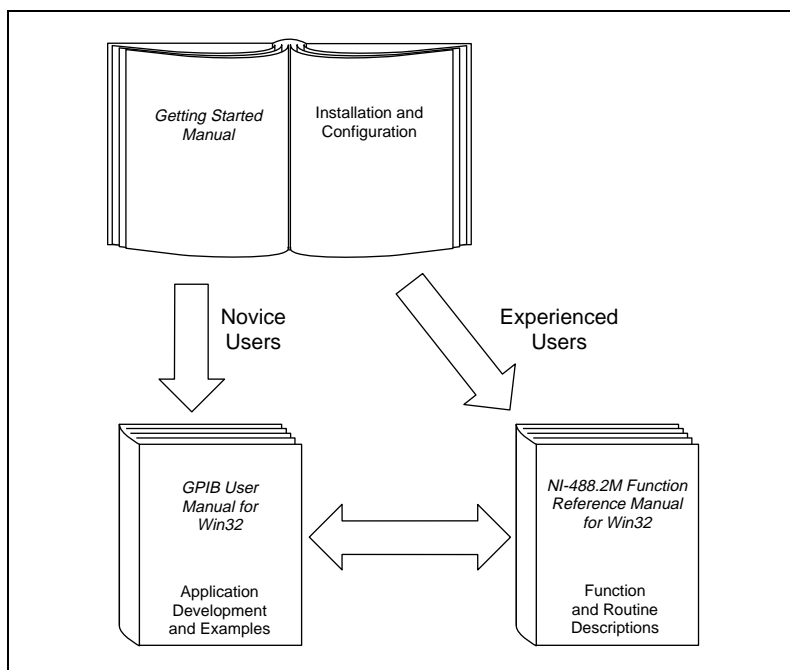 Getting Started
Manual
Installation and
Configuration
Novice
Users
Experienced
Users
GPIB User
Manual for
Win32
Application
Development
and Examples
NI-488.2M Function
Reference Manual
for Win32
Function
and Routine
Descriptions